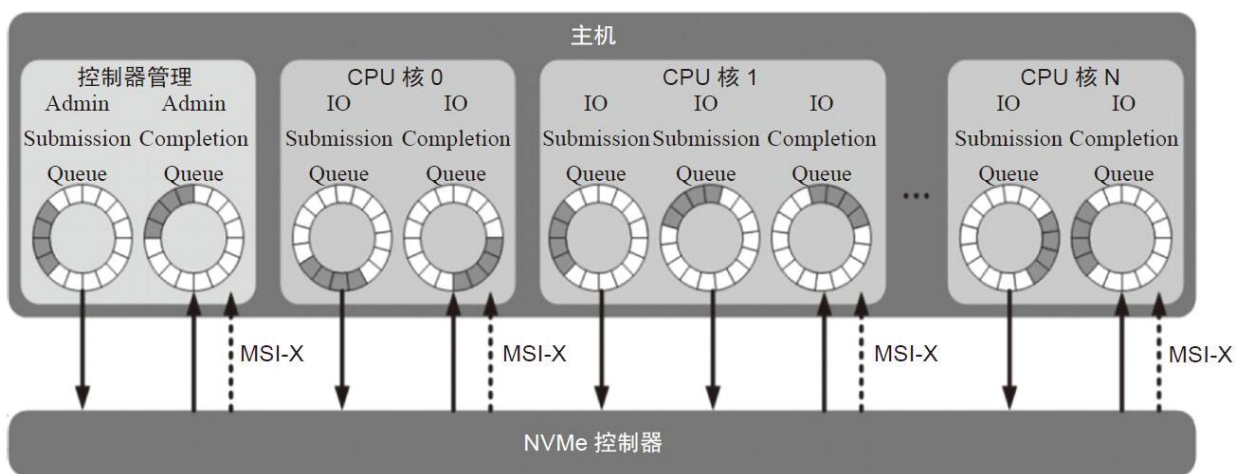 主机
控制器管理
Admin Submission Queue
Admin Completion Queue
CPU 核 0
IO Submission Queue
IO Completion Queue
CPU 核 1
IO Submission Queue
IO Submission Queue
IO Completion Queue
...
CPU 核 N
IO Submission Queue
IO Completion Queue
MSI-X
MSI-X
MSI-X
MSI-X
NVMe 控制器